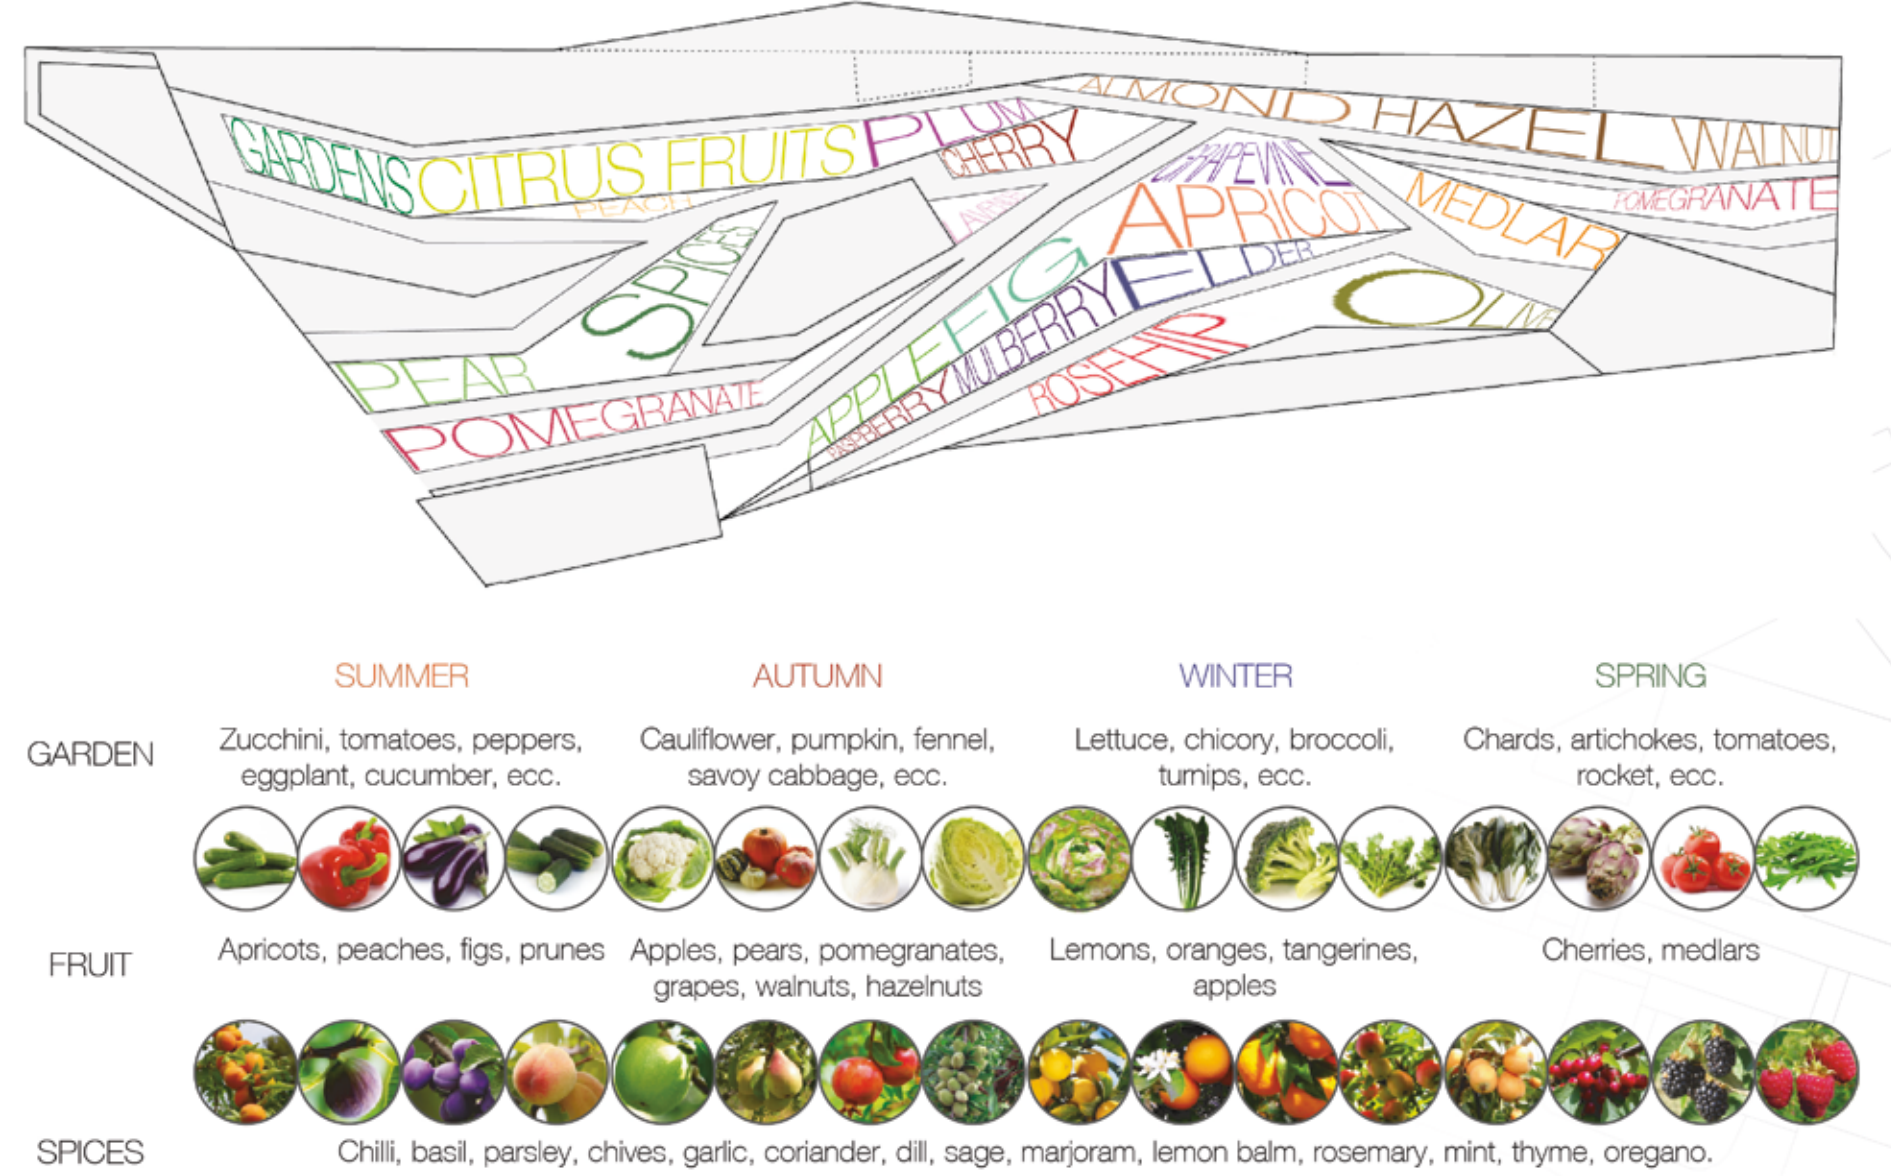 ALMOND HAZEL WALNUT
GARDENS CITRUS FRUITS PLUM
CHERRY
PEACH
GRAPEVINE
APRICOT
MEDLAR
POMEGRANATE
SPICES
FIG
ELDER
MULBERRY
OLIVE
PEAR
APPLE
RASPBERRY
ROSEHIP
POMEGRANATE
SUMMER AUTUMN WINTER SPRING
GARDEN
Zucchini, tomatoes, peppers,
eggplant, cucumber, ecc.
Cauliflower, pumpkin, fennel,
savoy cabbage, ecc.
Lettuce, chicory, broccoli,
turnips, ecc.
Chards, artichokes, tomatoes,
rocket, ecc.
FRUIT
Apricots, peaches, figs, prunes
Apples, pears, pomegranates,
grapes, walnuts, hazelnuts
Lemons, oranges, tangerines,
apples
Cherries, medlars
SPICES
Chilli, basil, parsley, chives, garlic, coriander, dill, sage, marjoram, lemon balm, rosemary, mint, thyme, oregano.